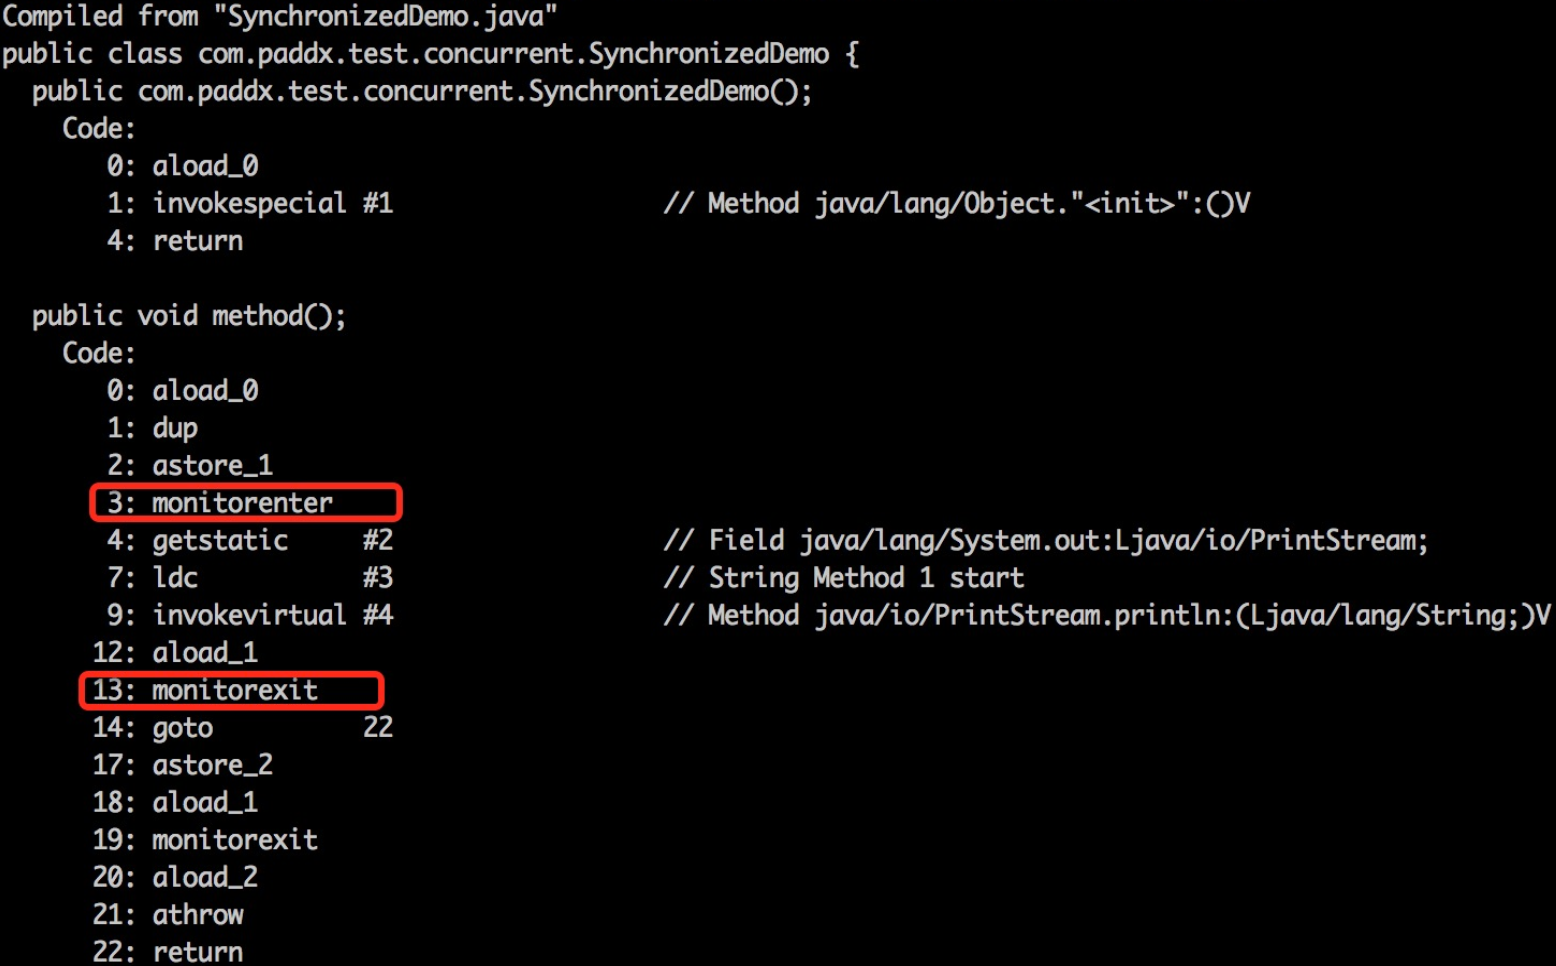 Compiled from "SynchronizedDemo.java"
public class com.paddx.test.concurrent.SynchronizedDemo {
  public com.paddx.test.concurrent.SynchronizedDemo();
    Code:
       0: aload_0
       1: invokespecial #1                  // Method java/lang/Object."<init>":()V
       4: return

  public void method();
    Code:
       0: aload_0
       1: dup
       2: astore_1
       3: monitorenter
       4: getstatic     #2                  // Field java/lang/System.out:Ljava/io/PrintStream;
       7: ldc           #3                  // String Method 1 start
       9: invokevirtual #4                  // Method java/io/PrintStream.println:(Ljava/lang/String;)V
      12: aload_1
      13: monitorexit
      14: goto          22
      17: astore_2
      18: aload_1
      19: monitorexit
      20: aload_2
      21: athrow
      22: return